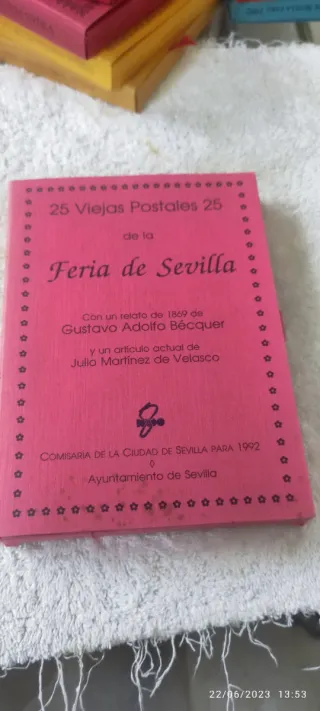 25 Viejas Postales 25
de la
Feria de Sevilla
Con un relato de 1869 de
Gustavo Adolfo Bécquer
y un artículo actual de
Julio Martínez de Velasco
COMISARÍA DE LA CIUDAD DE SEVILLA PARA 1992
Ayuntamiento de Sevilla
22/06/2023 13:53